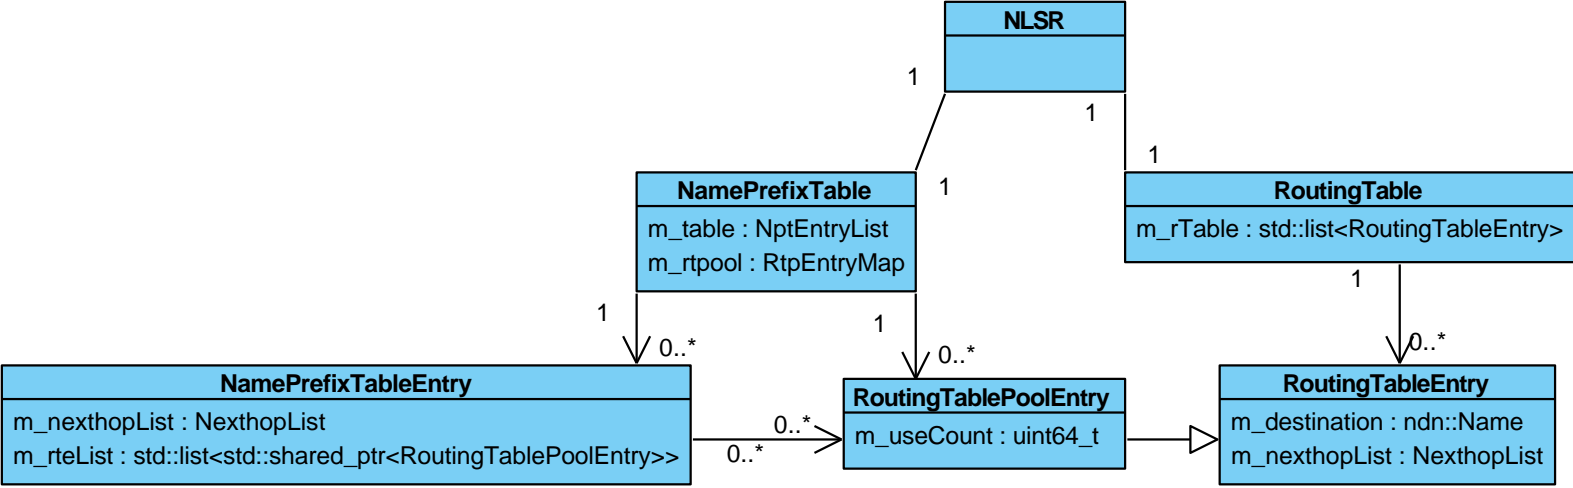 NLSR
1
1
1
1
NamePrefixTable
m_table : NptEntryList
m_rtpool : RtpEntryMap
RoutingTable
m_rTable : std::list<RoutingTableEntry>
1
0..*
1
0..*
1
0..*
NamePrefixTableEntry
m_nexthopList : NexthopList
m_rteList : std::list<std::shared_ptr<RoutingTablePoolEntry>>
0..*
0..*
RoutingTablePoolEntry
m_useCount : uint64_t
RoutingTableEntry
m_destination : ndn::Name
m_nexthopList : NexthopList